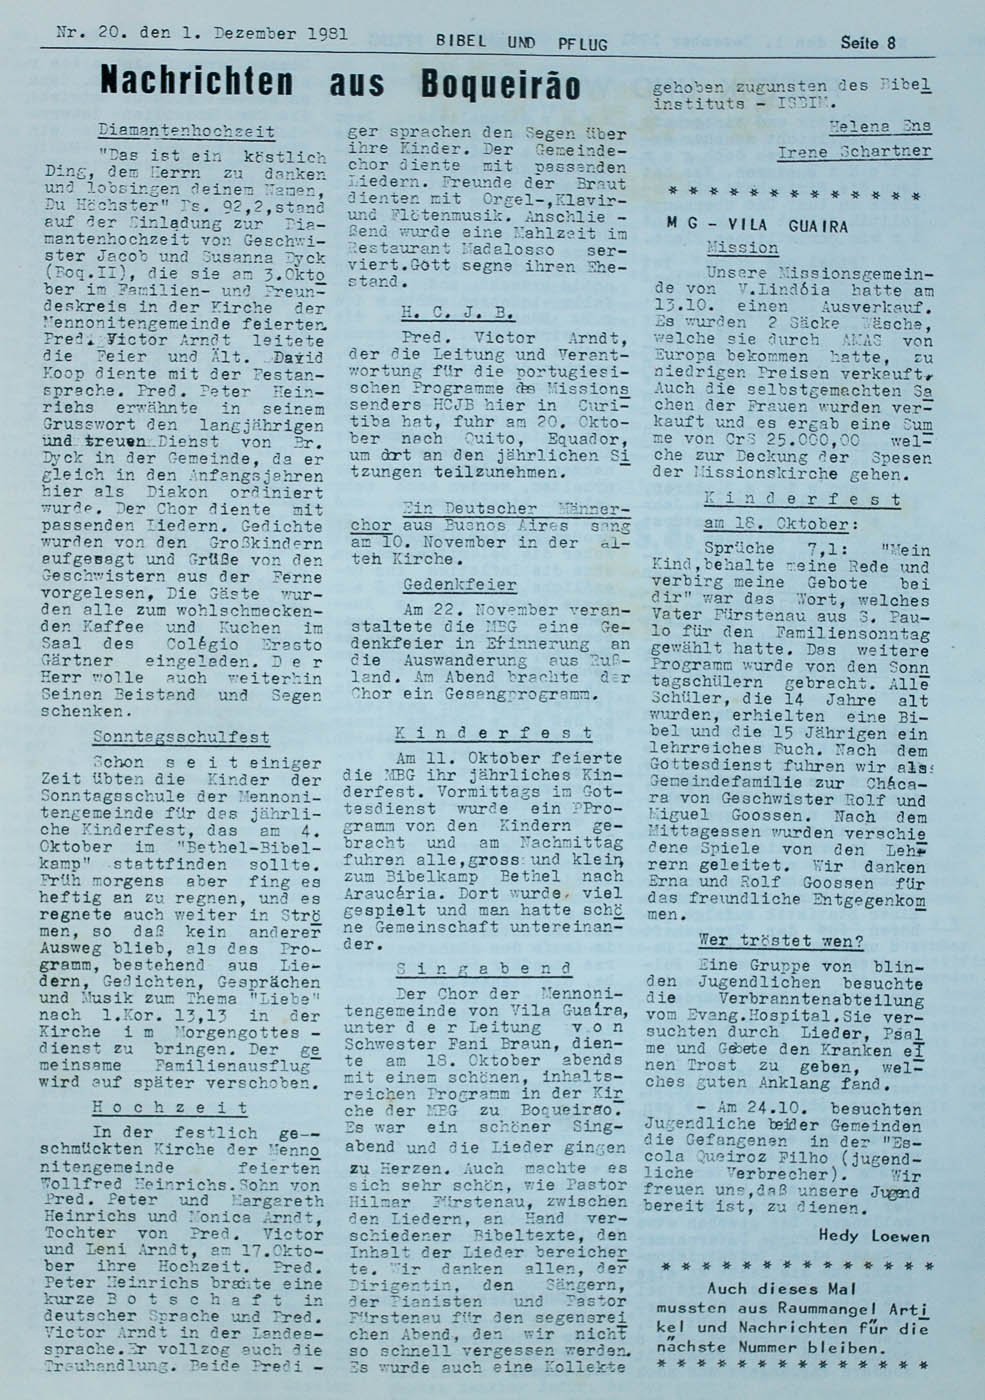 Nr. 20. den 1. Dezember 1981
BIBEL UND PFLUG
Seite 8
Nachrichten aus Boqueirão
Diamantenhochzeit
"Das ist ein köstlich
Ding, dem Herrn zu danken
und lobsingen deinem Namen,
Du Höchster" Ps. 92,2,stand
auf der Einladung zur Dia-
mantenhochzeit von Geschwi-
ster Jacob und Susanna Dyck
(Boq.II), die sie am 3.Okto
ber im Familien- und Freun-
deskreis in der Kirche der
Mennonitengemeinde feierten.
Pred. Victor Arndt leitete
die Feier und Ält. David
Koop diente mit der Festan-
sprache. Pred. Peter Hein-
richs erwähnte in seinem
Grusswort den langjährigen
und treuen Dienst von Br.
Dyck in der Gemeinde, da er
gleich in den Anfangsjahren
hier als Diakon ordiniert
wurde. Der Chor diente mit
passenden Liedern. Gedichte
wurden von den Großkindern
aufgesagt und Grüße von den
Geschwistern aus der Ferne
vorgelesen, Die Gäste wur-
den alle zum wohlschmecken-
den Kaffee und Kuchen im
Saal des Colégio Erasto
Gärtner eingeladen. D e r
Herr wolle auch weiterhin
Seinen Beistand und Segen
schenken.
Sonntagsschulfest
Schon s e i t einiger
Zeit übten die Kinder der
Sonntagsschule der Mennoni-
tengemeinde für das jährli-
che Kinderfest, das am 4.
Oktober im "Bethel-Bibel-
kamp" stattfinden sollte.
Früh morgens aber fing es
heftig an zu regnen, und es
regnete auch weiter in Strö
men, so daß kein anderer
Ausweg blieb, als das Pro-
gramm, bestehend aus Lie-
dern, Gedichten, Gesprächen
und Musik zum Thema "Liebe"
nach 1.Kor. 13,13 in der
Kirche i m Morgengottes -
dienst zu bringen. Der ge
meinsame Familienausflug
wird auf später verschoben.
H o c h z e i t
In der festlich ge--
schmückten Kirche der Menno
nitengemeinde feierten
Wollfred Heinrichs.Sohn von
Pred. Peter und Margareth
Heinrichs und Monica Arndt,
Tochter von Pred. Victor
und Leni Arndt, am 17.Okto-
ber ihre Hochzeit. Pred.
Peter Heinrichs brachte eine
kurze B o t s c h a f t in
deutscher Sprache und Pred.
Victor Arndt in der Landes-
sprache.Er vollzog auch die
Trauhandlung. Beide Predi -
ger sprachen den Segen über
ihre Kinder. Der Gemeinde-
chor diente mit passenden
Liedern. Freunde der Braut
dienten mit Orgel-,Klavir-
und Flötenmusik. Anschlie -
ßend wurde eine Mahlzeit im
Restaurant Madalosso ser-
viert.Gott segne ihren Ehe-
stand.
H. C. J. B.
Pred. Victor Arndt,
der die Leitung und Verant-
wortung für die portugiesi-
schen Programme des Missions
senders HCJB hier in Curi-
tiba hat, fuhr am 20. Okto-
ber nach Quito, Equador,
um dort an den jährlichen Si
tzungen teilzunehmen.
Ein Deutscher Männer-
chor aus Buenos Aires sang
am 10. November in der al-
ten Kirche.
Gedenkfeier
Am 22. November veran-
staltete die MBG eine Ge-
denkfeier in Erinnerung an
die Auswanderung aus Ruß-
land. Am Abend brachte der
Chor ein Gesangprogramm.
K i n d e r f e s t
Am 11. Oktober feierte
die MBG ihr jährliches Kin-
derfest. Vormittags im Got-
tesdienst wurde ein PPro-
gramm von den Kindern ge-
bracht und am Nachmittag
fuhren alle,gross und klein,
zum Bibelkamp Bethel nach
Araucária. Dort wurde viel
gespielt und man hatte schö
ne Gemeinschaft untereinan-
der.
S i n g a b e n d
Der Chor der Mennoni-
tengemeinde von Vila Guaíra,
unter d e r Leitung v o n
Schwester Fani Braun, dien-
te am 18. Oktober abends
mit einem schönen, inhalts-
reichen Programm in der Kir
che der MBG zu Boqueirão.
Es war ein schöner Sing-
abend und die Lieder gingen
zu Herzen. Auch machte es
sich sehr schön, wie Pastor
Hilmar Fürstenau, zwischen
den Liedern, an Hand ver-
schiedener Bibeltexte, den
Inhalt der Lieder bereicher
te. Wir danken allen, der
Dirigentin, den Sängern,
der Pianisten und Pastor
Fürstenau für den segensrei
chen Abend, den wir nicht
so schnell vergessen werden.
Es wurde auch eine Kollekte
gehoben zugunsten des Bibel
instituts - ISBIM.
Helena Ens
Irene Schartner
* * * * * * * * * * * * *
M G - VILA GUAIRA
Mission
Unsere Missionsgemein-
de von V.Lindóia hatte am
13.10. einen Ausverkauf.
Es wurden 2 Säcke Wäsche,
welche sie durch AMAS von
Europa bekommen hatte, zu
niedrigen Preisen verkauft.
Auch die selbstgemachten Sa
chen der Frauen wurden ver-
kauft und es ergab eine Sum
me von Cr$ 25.000,00 wel-
che zur Deckung der Spesen
der Missionskirche gehen.
K i n d e r f e s t
am 18. Oktober:
Sprüche 7,1: "Mein
Kind,behalte meine Rede und
verbirg meine Gebote bei
dir" war das Wort, welches
Vater Fürstenau aus S. Pau-
lo für den Familiensonntag
gewählt hatte. Das weitere
Programm wurde von den Sonn
tagschülern gebracht. Alle
Schüler, die 14 Jahre alt
wurden, erhielten eine Bi-
bel und die 15 Jährigen ein
lehrreiches Buch. Nach dem
Gottesdienst fuhren wir als
Gemeindefamilie zur Cháca-
ra von Geschwister Rolf und
Miguel Goossen. Nach dem
Mittagessen wurden verschie
dene Spiele von den Leh-
rern geleitet. Wir danken
Erna und Rolf Goossen für
das freundliche Entgegenkom
men.
Wer tröstet wen?
Eine Gruppe von blin-
den Jugendlichen besuchte
die Verbranntenabteilung
vom Evang.Hospital.Sie ver-
suchten durch Lieder, Psal
me und Gebete den Kranken ei
nen Trost zu geben, wel-
ches guten Anklang fand.
- Am 24.10. besuchten
Jugendliche beider Gemeinden
die Gefangenen in der "Es-
cola Queiroz Filho (jugend-
liche Verbrecher). Wir
freuen uns,daß unsere Jugend
bereit ist, zu dienen.
Hedy Loewen
* * * * * * * * * * * * * *
Auch dieses Mal
mussten aus Raummangel Arti
kel und Nachrichten für die
nächste Nummer bleiben.
* * * * * * * * * * * * * *